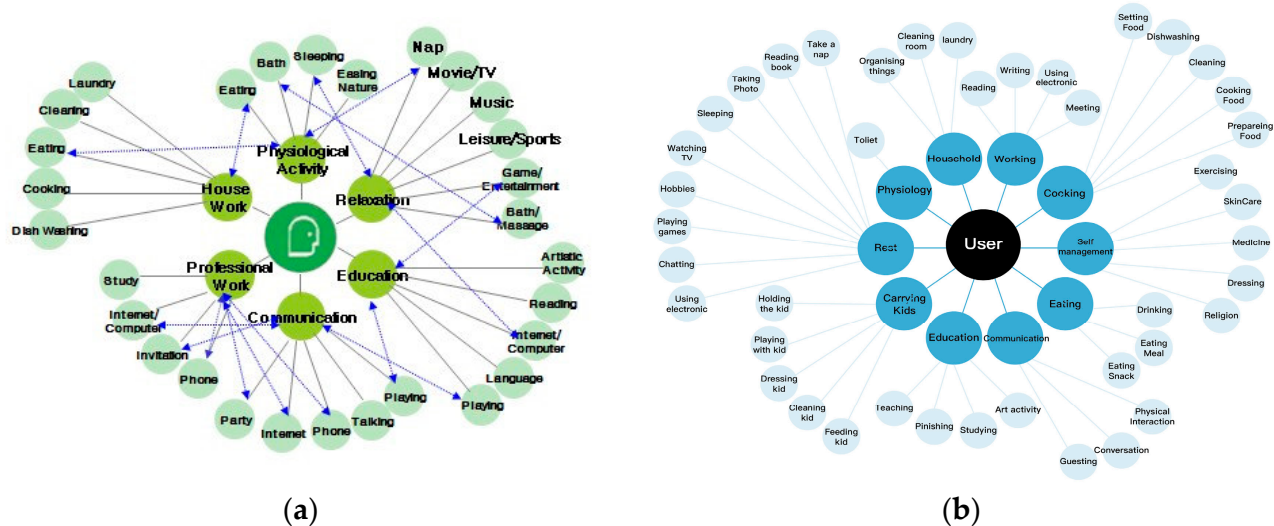 Nap
Sleeping
Bath
Movie/TV
Easing
Nature
Laundry
Eating
Music
Cleaning
Leisure/Sports
Eating
Physiological
Activity
Game/
Entertainment
Cooking
House
Work
Relaxation
Bath/
Massage
Dish Washing
Artistic
Activity
Professional
Work
Education
Study
Reading
Internet/
Computer
Communication
Internet/
Computer
Invitation
Phone
Language
Playing
Playing
Party
Talking
Internet
Phone
(a)
Setting
Food
Dishwashing
Cleaning
room
laundry
Take a
nap
Reading
book
Organising
things
Writing
Using
electronic
Cleaning
Taking
Photo
Reading
Meeting
Cooking
Food
Sleeping
Prepareing
Food
Toliet
Watching
TV
Household
Working
Exercising
Hobbies
Physiology
Cocking
SkinCare
Playing
games
Rest
User
Self
management
Medicine
Chatting
Dressing
Using
electronic
Holding
the kid
Carrying
Kids
Eating
Drinking
Religion
Playing
with kid
Education
Communication
Eating
Meal
Eating
Snack
Dressing
kid
Cleaning
kid
Teaching
Art activity
Physical
Interaction
Feeding
kid
Pinishing
Studying
Conversation
Guesting
(b)